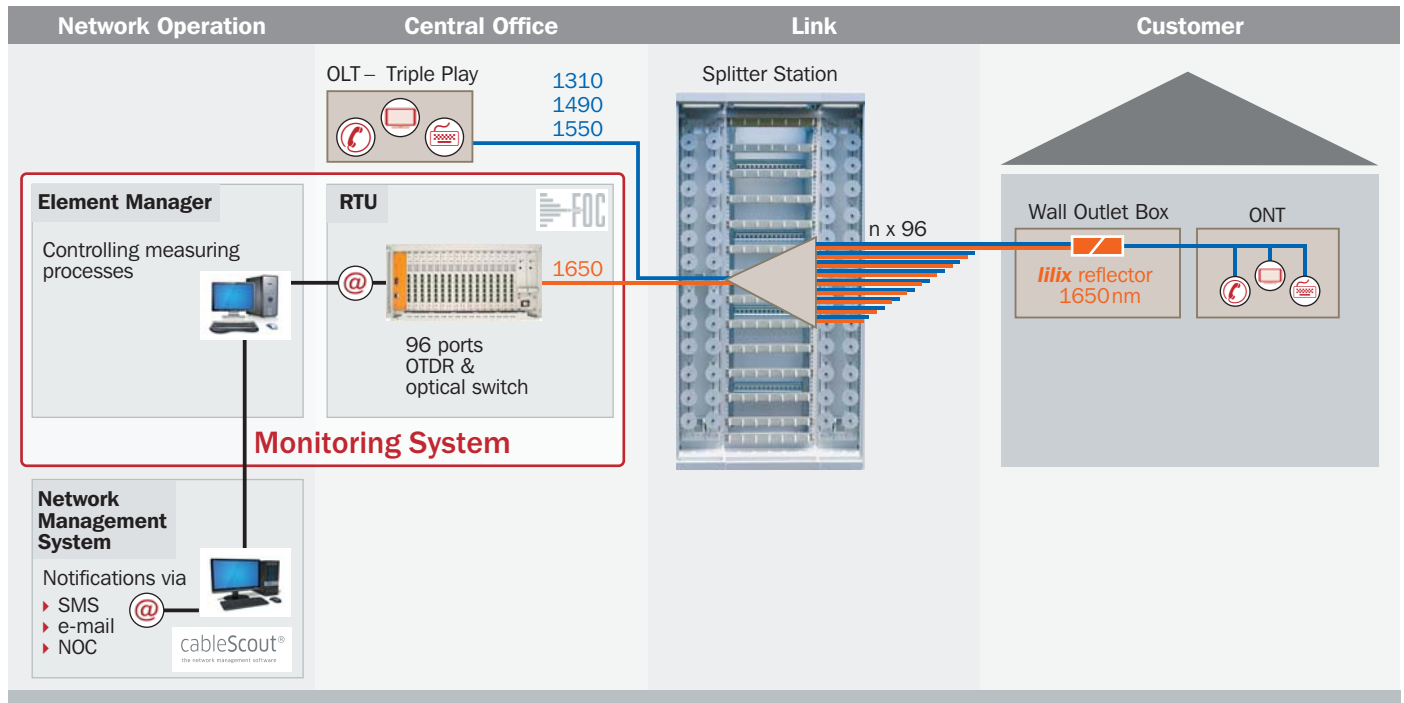 Network Operation
Central Office
Link
Customer
OLT – Triple Play
1310
1490
1550
Splitter Station
Element Manager
Controlling measuring
processes
@
RTU
FOC
1650
96 ports
OTDR &
optical switch
Monitoring System
n x 96
Wall Outlet Box
lilix reflector
1650nm
ONT
Network
Management
System
Notifications via
SMS
e-mail
NOC
@
cableScout®
the network management software